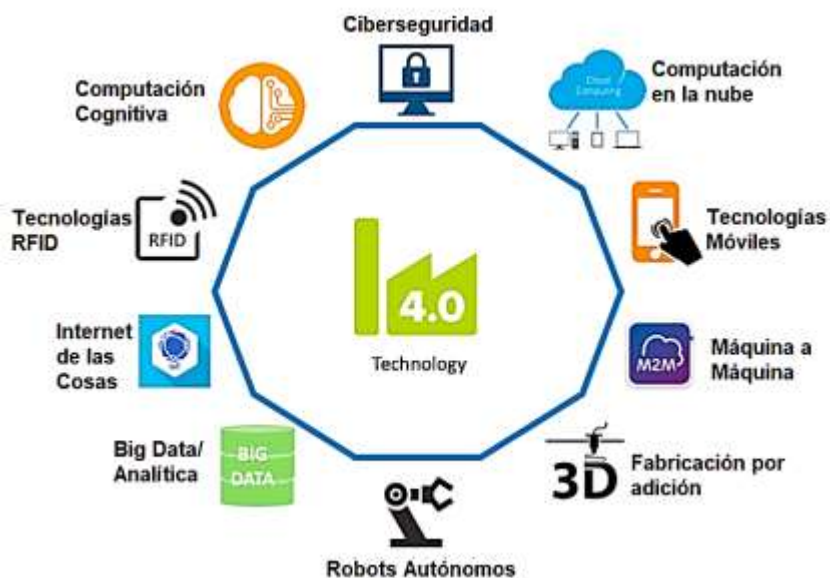 Ciberseguridad
Computación
Cognitiva
Cloud
Computing
Computación
en la nube
Tecnologías
RFID
RFID
Tecnologías
Móviles
4.0
Technology
Internet
de las
Cosas
M2M
Máquina a
Máquina
Big Data/
Analítica
BIG
DATA
3D
Fabricación por
adición
Robots Autónomos